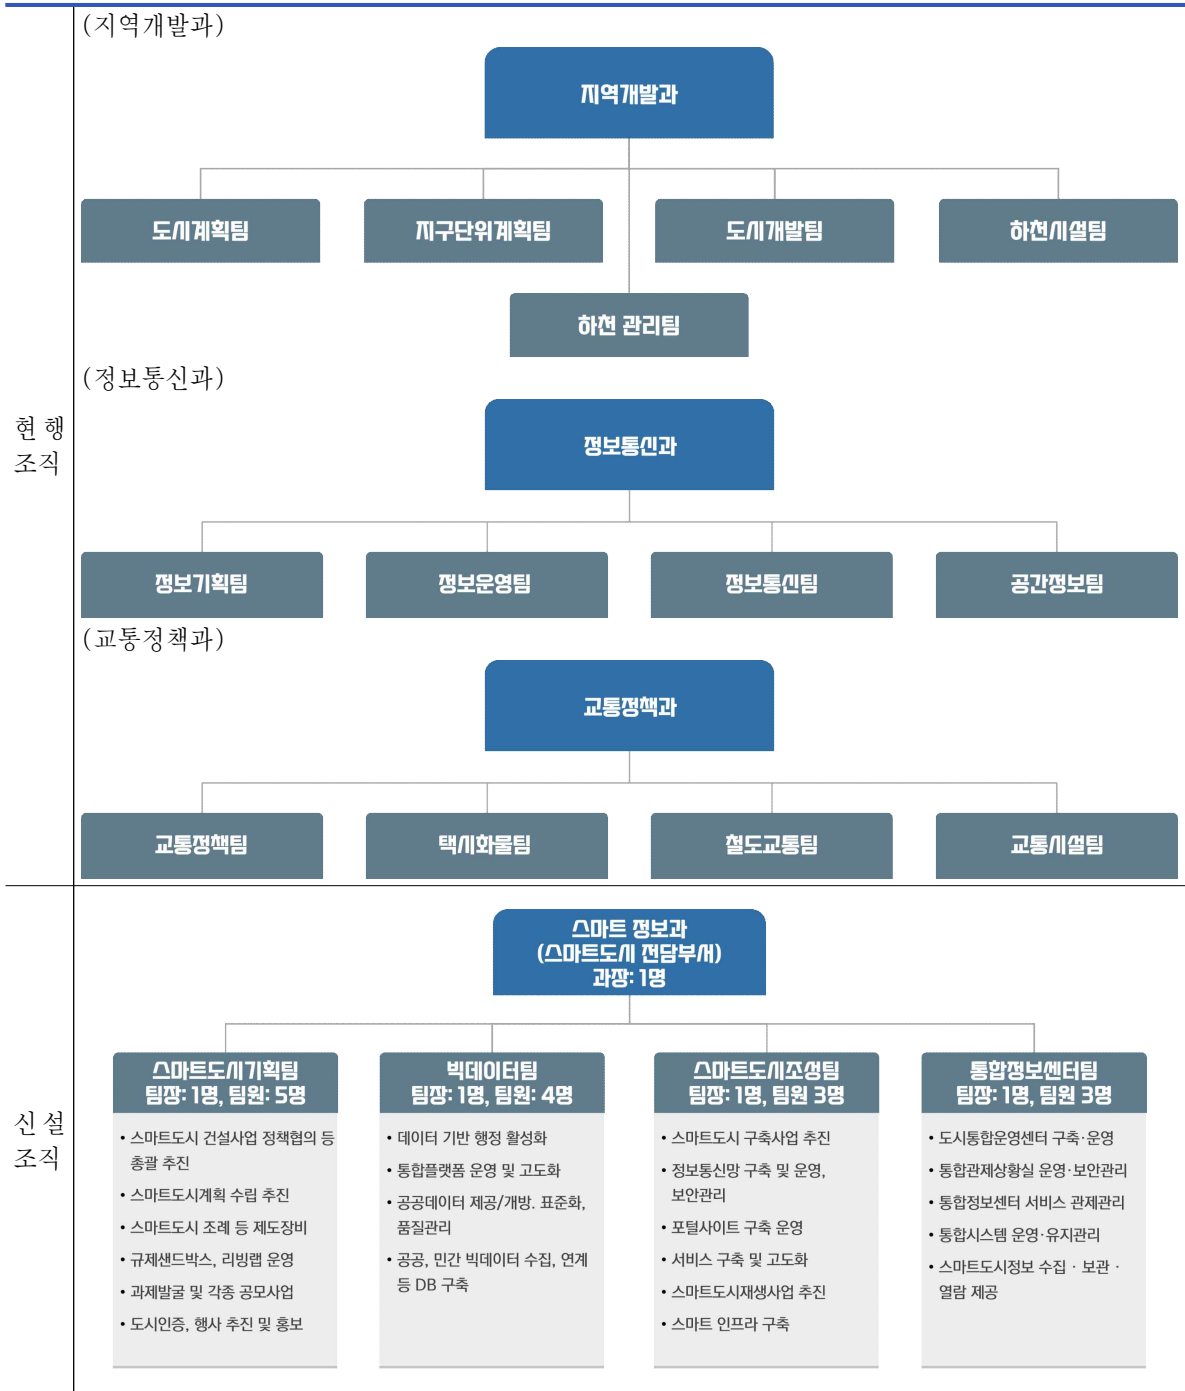 (지역개발과)
지역개발과
도시계획팀
지구단위계획팀
도시개발팀
하천시설팀
하천 관리팀
현 행
조직
(정보통신과)
정보통신과
정보기획팀
정보운영팀
정보통신팀
공간정보팀
(교통정책과)
교통정책과
교통정책팀
택시화물팀
철도교통팀
교통시설팀
신 설
조직
스마트 정보과
(스마트도시 전담부서)
과장: 1명
스마트도시기획팀
팀장: 1명, 팀원: 5명
• 스마트도시 건설사업 정책협의 등
총괄 추진
• 스마트도시계획 수립 추진
• 스마트도시 조례 등 제도장비
• 규제샌드박스, 리빙랩 운영
• 과제발굴 및 각종 공모사업
• 도시인증, 행사 추진 및 홍보
빅데이터팀
팀장: 1명, 팀원: 4명
• 데이터 기반 행정 활성화
• 통합플랫폼 운영 및 고도화
• 공공데이터 제공/개방. 표준화,
품질관리
• 공공, 민간 빅데이터 수집, 연계
등 DB 구축
스마트도시조성팀
팀장: 1명, 팀원 3명
• 스마트도시 구축사업 추진
• 정보통신망 구축 및 운영,
보안관리
• 포털사이트 구축 운영
• 서비스 구축 및 고도화
• 스마트도시재생사업 추진
• 스마트 인프라 구축
통합정보센터팀
팀장: 1명, 팀원 3명
• 도시통합운영센터 구축·운영
• 통합관제상황실 운영·보안관리
• 통합정보센터 서비스 관제관리
• 통합시스템 운영·유지관리
• 스마트도시정보 수집 · 보관 ·
열람 제공